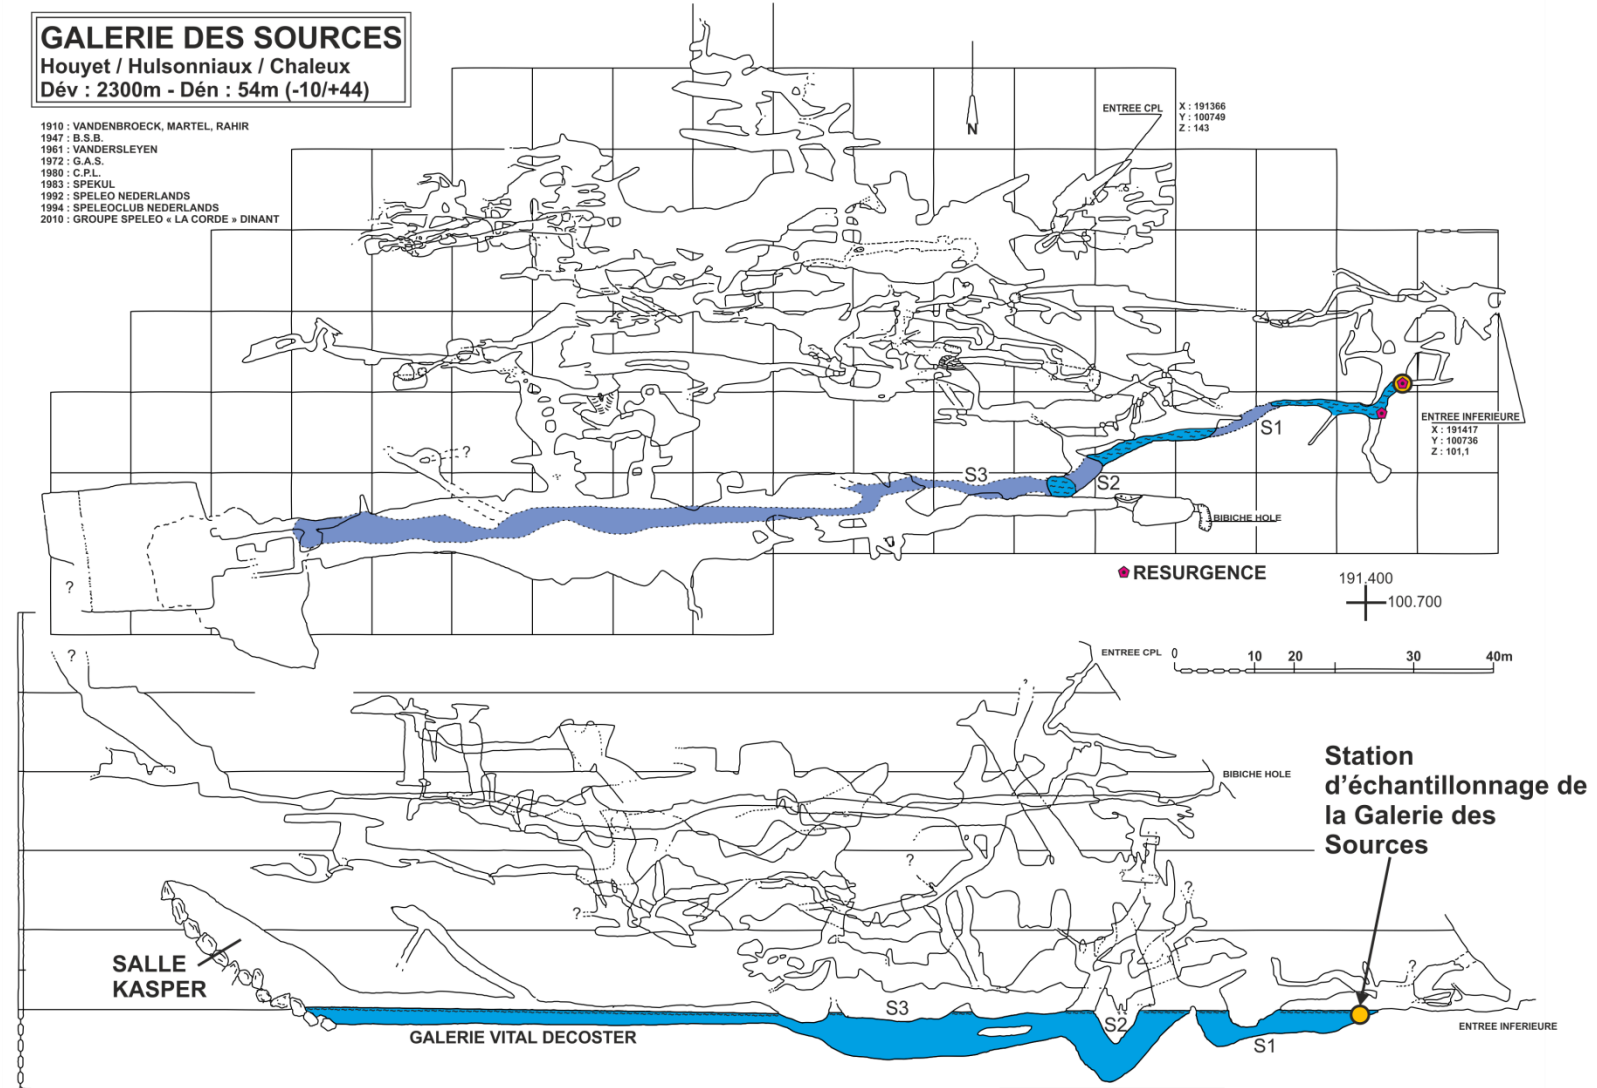 GALERIE DES SOURCES
Houyet / Hulsonniaux / Chaleux
Dév : 2300m - Dén : 54m (-10/+44)
1910 : VANDENBROECK, MARTEL, RAHIR
1947 : B.S.B.
1961 : VANDERSLEYEN
1972 : G.A.S.
1980 : C.P.L.
1983 : SPEKUL
1992 : SPELEO NEDERLANDS
1994 : SPELEOCLUB NEDERLANDS
2010 : GROUPE SPELEO « LA CORDE » DINANT
N
ENTREE CPL
X : 191366
Y : 100749
Z : 143
ENTREE INFERIEURE
X : 191417
Y : 100736
Z : 101,1
S1
?
S3
S2
BIBICHE HOLE
?
RESURGENCE
191.400
100.700
?
ENTREE CPL
0
10
20
30
40m
?
BIBICHE HOLE
Station
d'échantillonnage de
la Galerie des
Sources
?
?
?
SALLE
KASPER
?
S3
S2
S1
GALERIE VITAL DECOSTER
ENTREE INFERIEURE